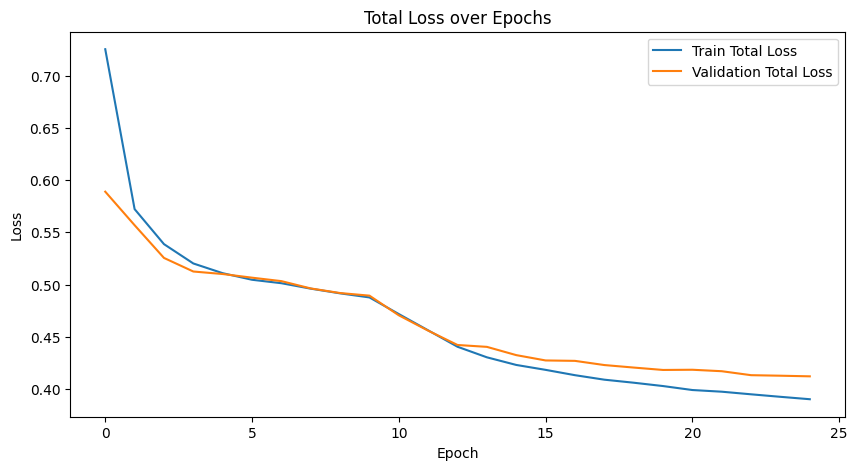 Total Loss over Epochs
Train Total Loss
Validation Total Loss
Loss
0.70
0.65
0.60
0.55
0.50
0.45
0.40
0
5
10
15
20
25
Epoch